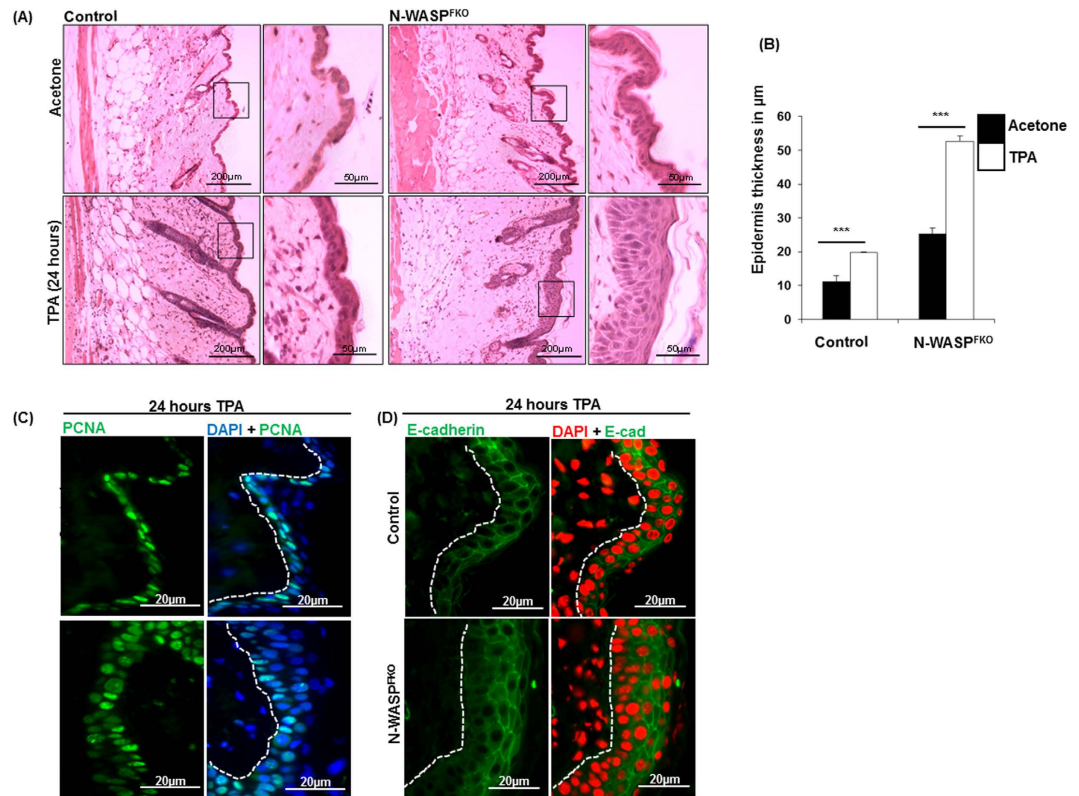 (A)
Control
N-WASPFKO
Acetone
200µm
50µm
200µm
50µm
TPA (24 hours)
200µm
50µm
200µm
50µm
(B)
Epidermis thickness in µm
60
50
40
30
20
10
0
***
***
Acetone
TPA
Control
N-WASPFKO
(C)
24 hours TPA
PCNA
DAPI + PCNA
20µm
20µm
20µm
20µm
(D)
24 hours TPA
E-cadherin
DAPI + E-cad
Control
20µm
20µm
N-WASPFKO
20µm
20µm